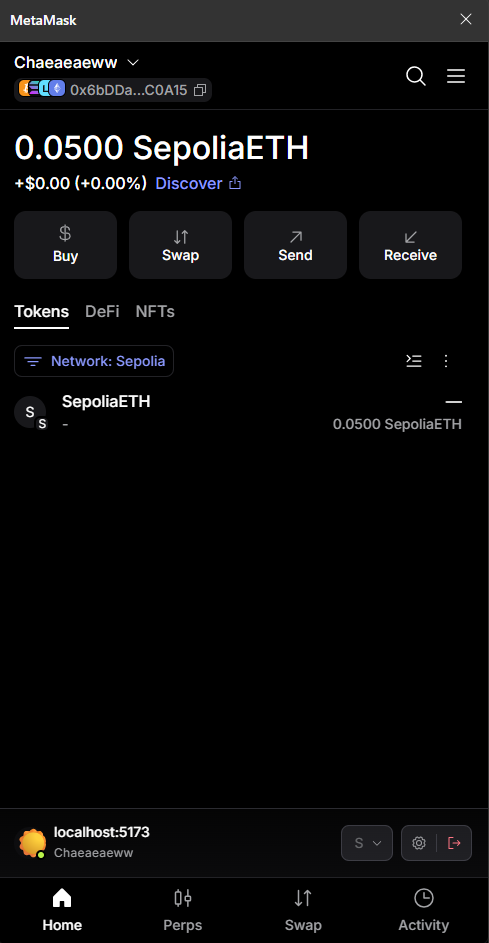 MetaMask
Chaeaeaeww
0x6bDDa...C0A15
0.0500 SepoliaETH
+$0.00 (+0.00%) Discover
$
Buy
Swap
Send
Receive
Tokens
DeFi
NFTs
Network: Sepolia
S
S
SepoliaETH
—
-
0.0500 SepoliaETH
localhost:5173
Chaeaeaeww
S
Home
Perps
Swap
Activity